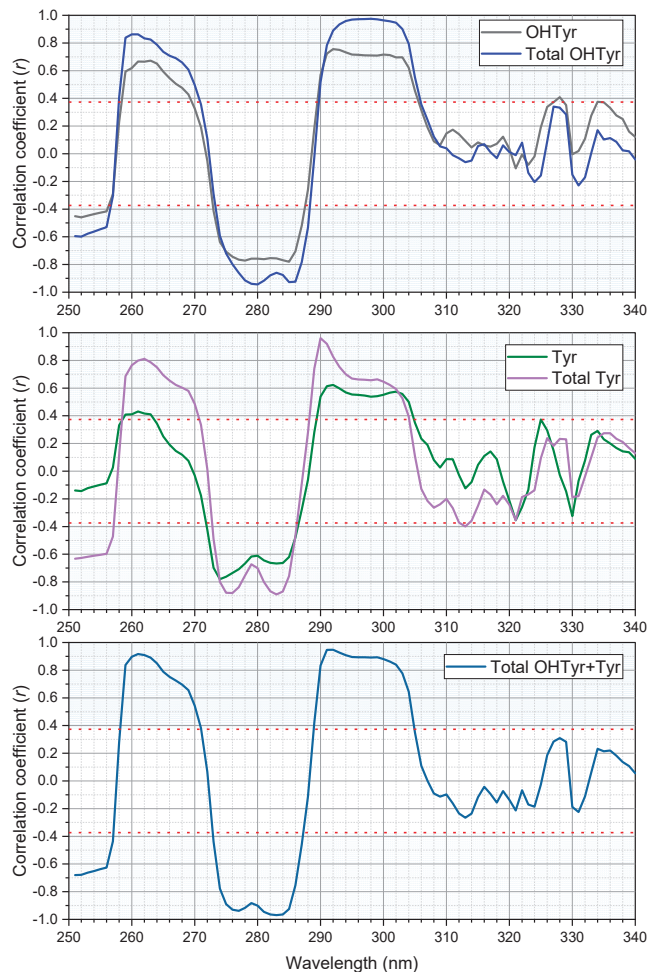 Correlation coefficient (r)
1.0
0.8
0.6
0.4
0.2
0.0
-0.2
-0.4
-0.6
-0.8
-1.0
OHTyr
Total OHTyr
250 260 270 280 290 300 310 320 330 340
Correlation coefficient (r)
1.0
0.8
0.6
0.4
0.2
0.0
-0.2
-0.4
-0.6
-0.8
-1.0
Tyr
Total Tyr
250 260 270 280 290 300 310 320 330 340
Correlation coefficient (r)
1.0
0.8
0.6
0.4
0.2
0.0
-0.2
-0.4
-0.6
-0.8
-1.0
Total OHTyr+Tyr
250 260 270 280 290 300 310 320 330 340
Wavelength (nm)